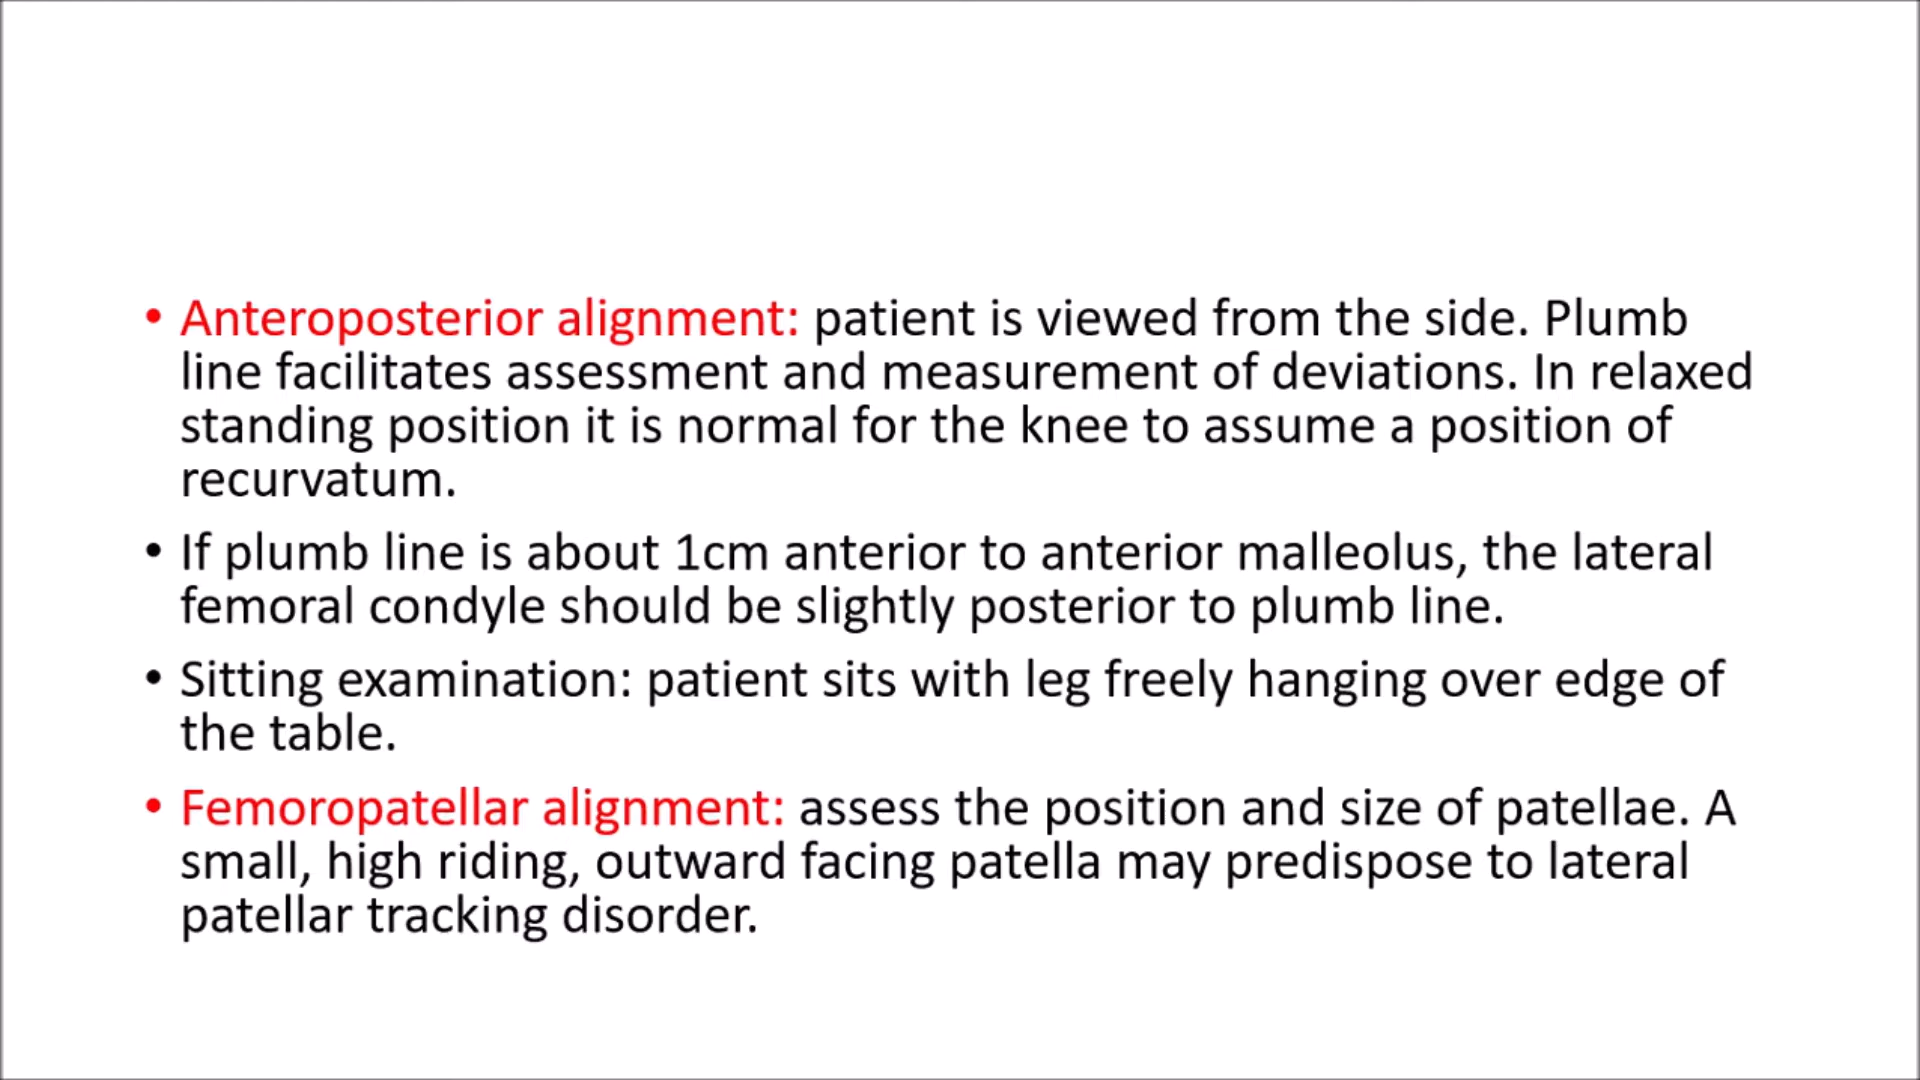 • Anteroposterior alignment: patient is viewed from the side. Plumb
line facilitates assessment and measurement of deviations. In relaxed
standing position it is normal for the knee to assume a position of
recurvatum.
• If plumb line is about 1cm anterior to anterior malleolus, the lateral
femoral condyle should be slightly posterior to plumb line.
• Sitting examination: patient sits with leg freely hanging over edge of
the table.
• Femoropatellar alignment: assess the position and size of patellae. A
small, high riding, outward facing patella may predispose to lateral
patellar tracking disorder.